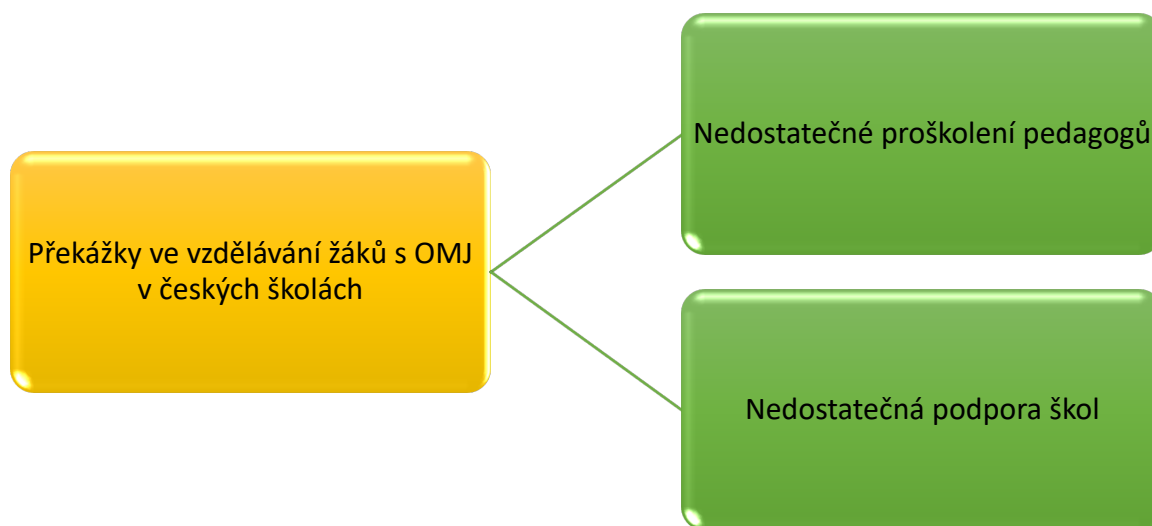 Nedostatečné proškolení pedagogů
Překážky ve vzdělávání žáků s OMJ
v českých školách
Nedostatečná podpora škol